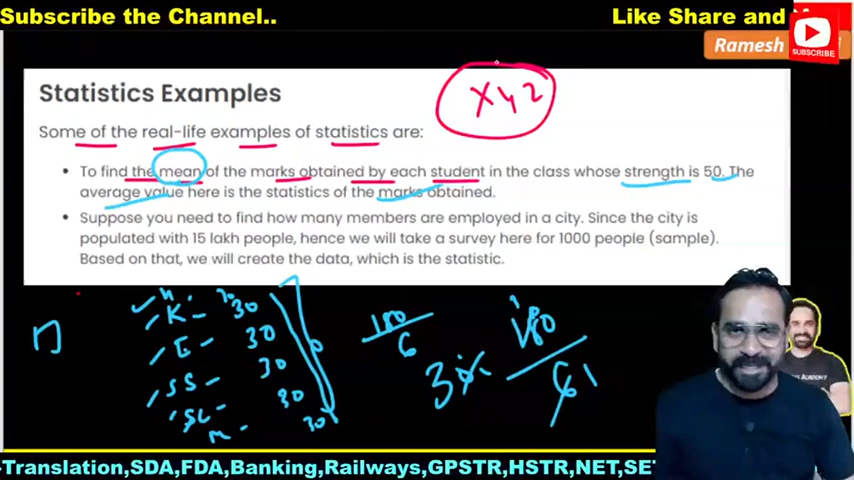 Subscribe the Channel..
Like Share and
Ramesh
SUBSCRIBE
Statistics Examples
xyz
Some of the real-life examples of statistics are:
• To find the mean of the marks obtained by each student in the class whose strength is 50. The
average value here is the statistics of the marks obtained.
• Suppose you need to find how many members are employed in a city. Since the city is
populated with 15 lakh people, hence we will take a survey here for 1000 people (sample).
Based on that, we will create the data, which is the statistic.
K - 30
E - 30
SS - 30
SC - 30
M - 30
180
6
30
180
61
-Translation,SDA,FDA,Banking,Railways,GPSTR,HSTR,NET,SET